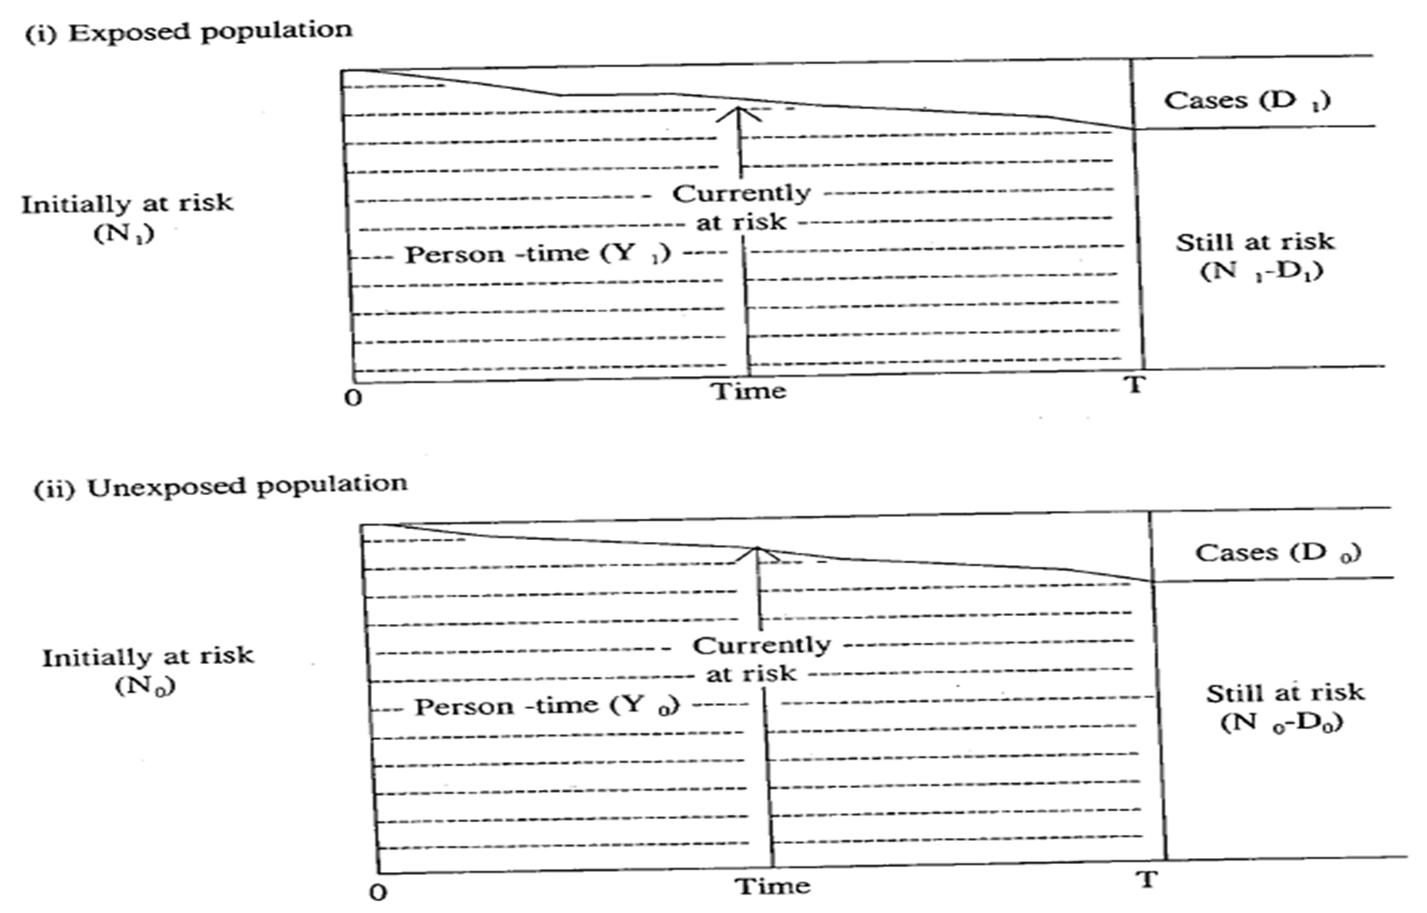 (i) Exposed population
Cases (D ₁)
Initially at risk
(N₁)
Currently
at risk
Person -time (Y ₁)
Still at risk
(N ₁-D₁)
0
Time
T
(ii) Unexposed population
Cases (D ₀)
Initially at risk
(N₀)
Currently
at risk
Person -time (Y ₀)
Still at risk
(N ₀-D₀)
0
Time
T